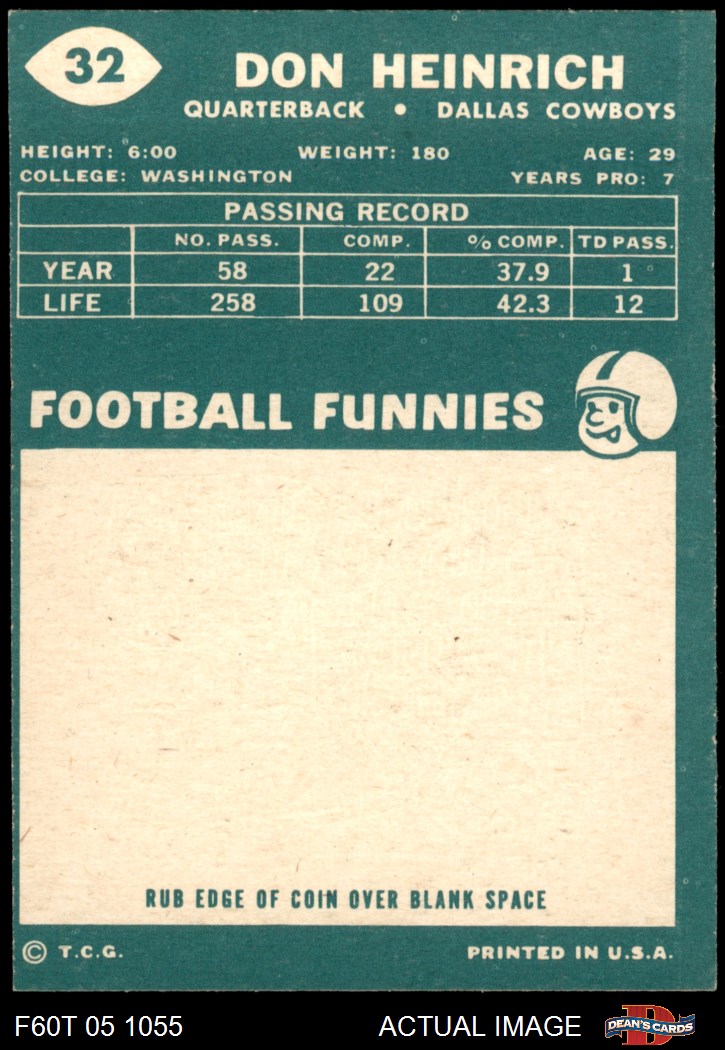 32
DON HEINRICH
QUARTERBACK • DALLAS COWBOYS
HEIGHT: 6:00 WEIGHT: 180 AGE: 29
COLLEGE: WASHINGTON YEARS PRO: 7
PASSING RECORD
NO. PASS. COMP. % COMP. TD PASS.
YEAR 58 22 37.9 1
LIFE 258 109 42.3 12
FOOTBALL FUNNIES
RUB EDGE OF COIN OVER BLANK SPACE
© T.C.G. PRINTED IN U.S.A.
F60T 05 1055 ACTUAL IMAGE D DEAN'S CARDS